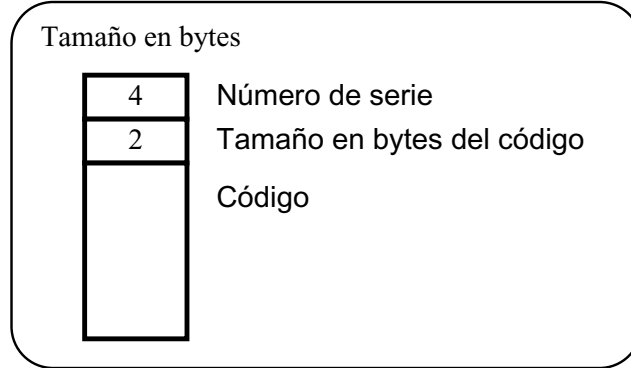 Tamaño en bytes
4 Número de serie
2 Tamaño en bytes del código
Código